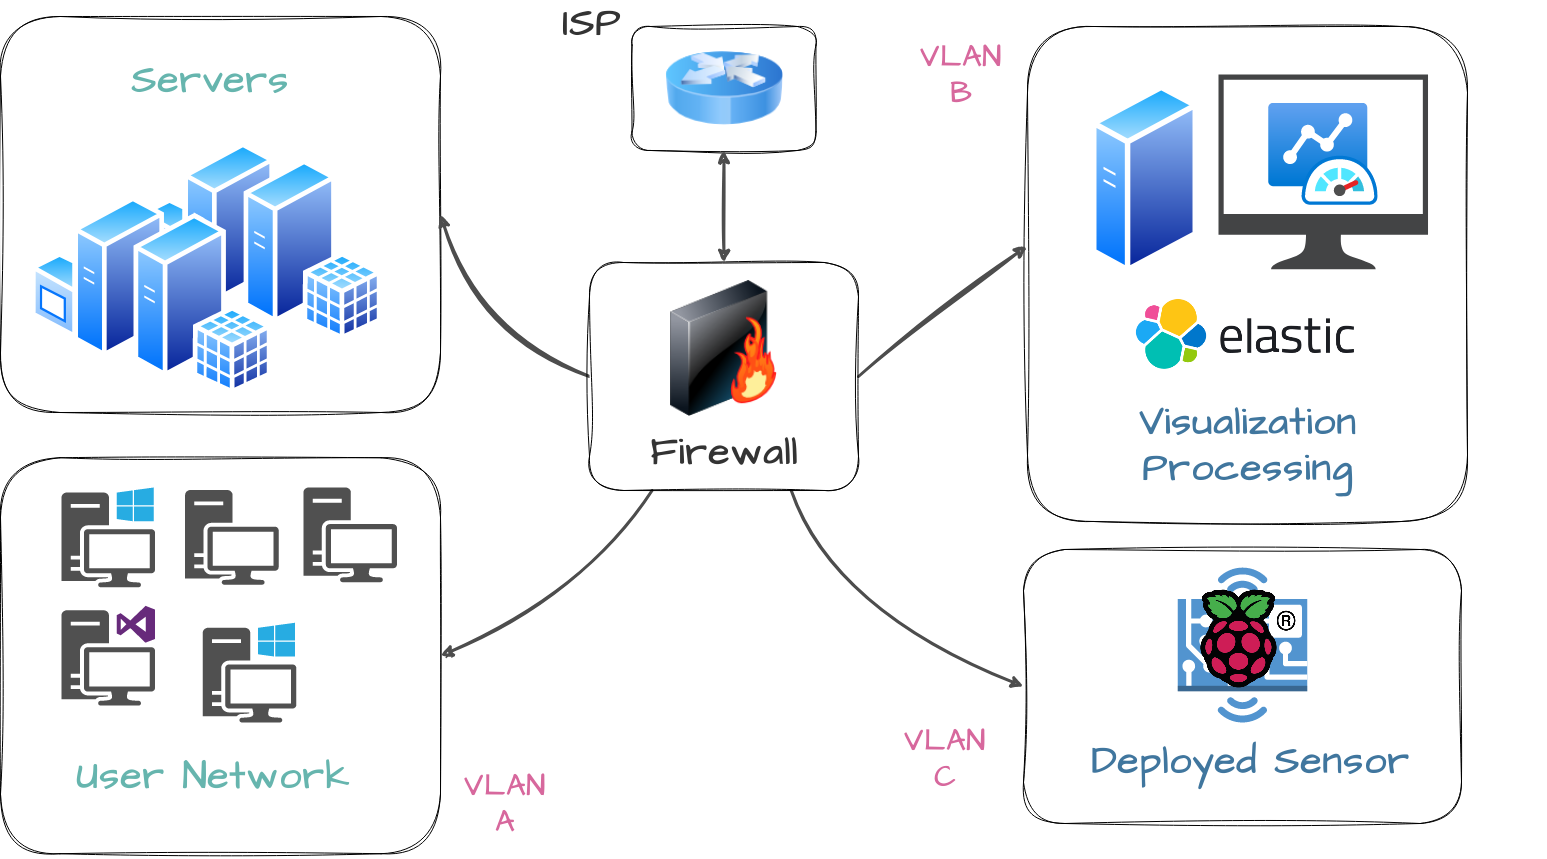 ISP
Servers
VLAN
B
elastic
Firewall
Visualization
Processing
®
User Network
VLAN
A
VLAN
C
Deployed Sensor